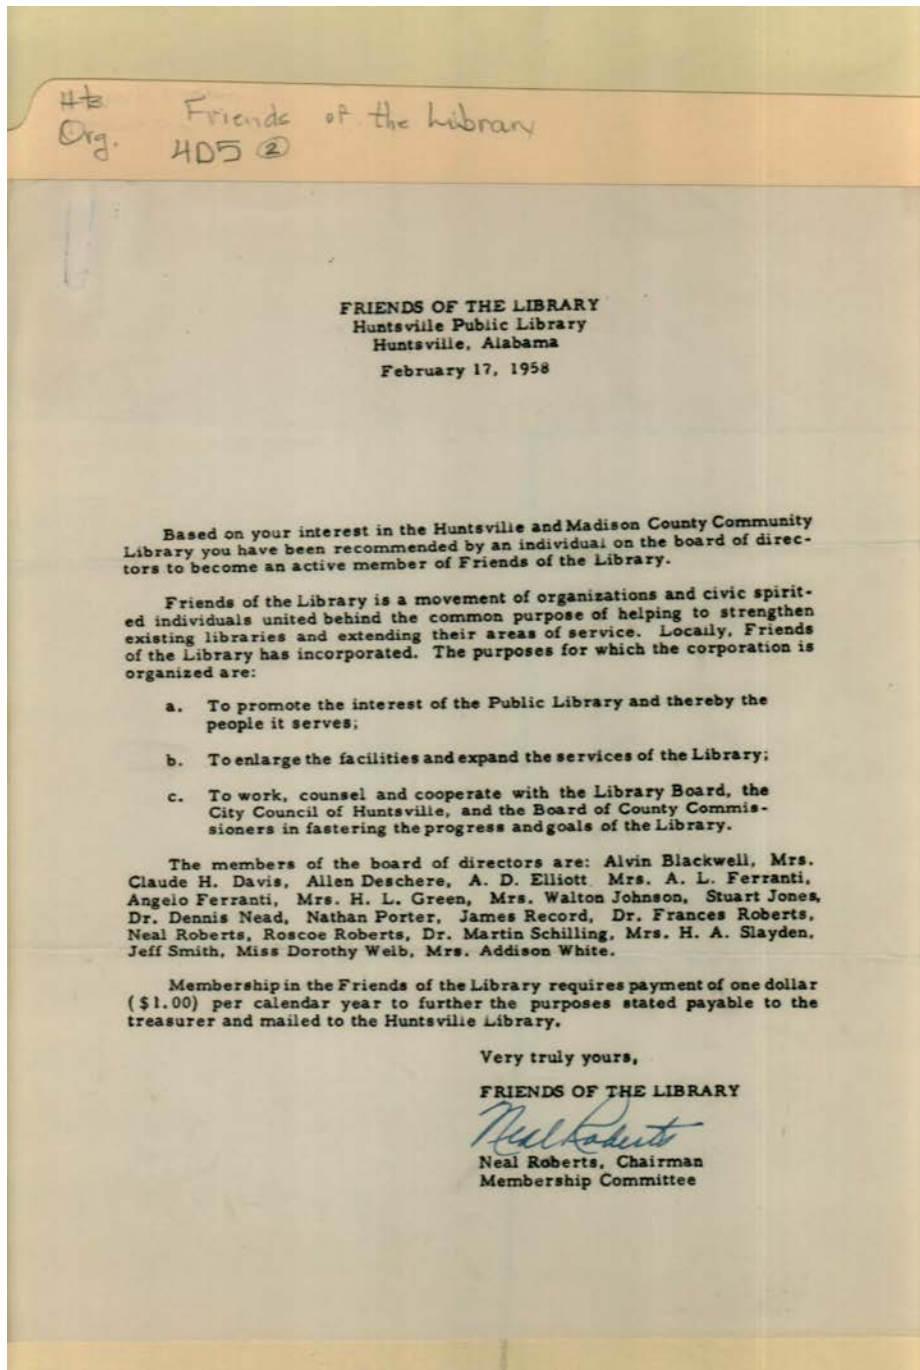 Hts Friends of the Library
Org. 4D5 ②
FRIENDS OF THE LIBRARY
Huntsville Public Library
Huntsville, Alabama
February 17, 1958
Based on your interest in the Huntsville and Madison County Community
Library you have been recommended by an individual on the board of direc-
tors to become an active member of Friends of the Library.
Friends of the Library is a movement of organizations and civic spirit-
ed individuals united behind the common purpose of helping to strengthen
existing libraries and extending their areas of service. Locally, Friends
of the Library has incorporated. The purposes for which the corporation is
organized are:
a. To promote the interest of the Public Library and thereby the
people it serves;
b. To enlarge the facilities and expand the services of the Library;
c. To work, counsel and cooperate with the Library Board, the
City Council of Huntsville, and the Board of County Commis-
sioners in fastering the progress and goals of the Library.
The members of the board of directors are: Alvin Blackwell, Mrs.
Claude H. Davis, Allen Deschere, A. D. Elliott Mrs. A. L. Ferranti,
Angelo Ferranti, Mrs. H. L. Green, Mrs. Walton Johnson, Stuart Jones,
Dr. Dennis Nead, Nathan Porter, James Record, Dr. Frances Roberts,
Neal Roberts, Roscoe Roberts, Dr. Martin Schilling, Mrs. H. A. Slayden,
Jeff Smith, Miss Dorothy Welb, Mrs. Addison White.
Membership in the Friends of the Library requires payment of one dollar
($1.00) per calendar year to further the purposes stated payable to the
treasurer and mailed to the Huntsville Library.
Very truly yours,
FRIENDS OF THE LIBRARY
Neal Roberts
Neal Roberts, Chairman
Membership Committee